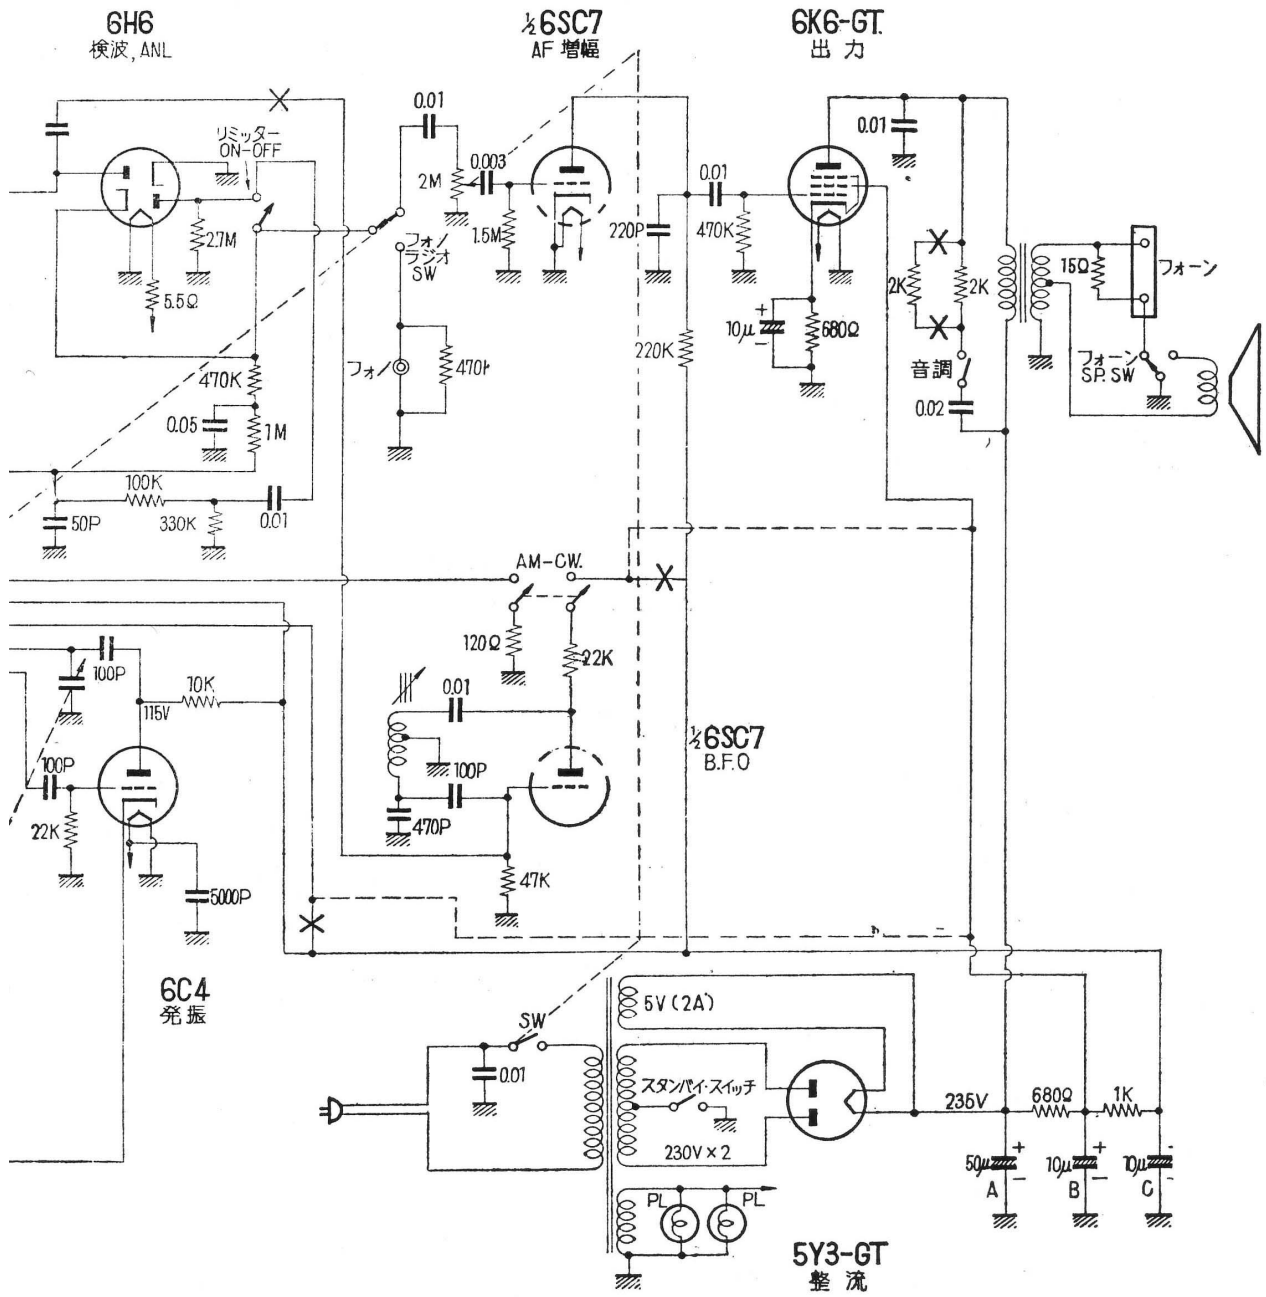 6H6
検波, ANL
½6SC7
AF 増幅
6K6-GT.
出力
リミッター
ON-OFF
0.01
0.003
2M
2.7M
1.5M
フォノ
ラジオ
SW
5.5Ω
0.01
220P
470K
0.01
10μ
+
-
680Ω
2K
2K
15Ω
フォーン
フォーン
SP. SW
音調
0.02
220K
470K
0.05
1M
フォノ
100K
50P
330K
0.01
AM-CW.
120Ω
22K
100P
10K
115V
0.01
½6SC7
B.F.O
100P
22K
100P
470P
47K
5000P
6C4
発振
SW
0.01
5V (2A)
スタンバイ・スイッチ
230V×2
235V
680Ω
1K
50μ
+
-
A
10μ
+
-
B
10μ
-
C
PL
PL
5Y3-GT
整流